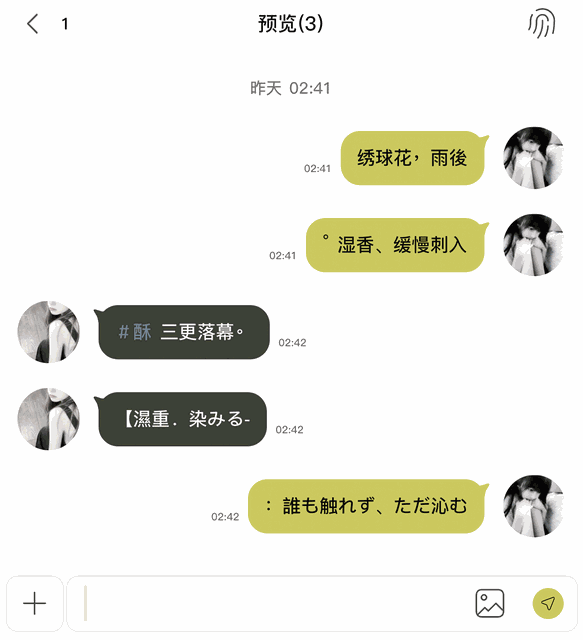 1
预览(3)
昨天 02:41
绣球花，雨後
02:41
°湿香、缓慢刺入
02:41
#酥 三更落幕。
02:42
【濕重．染みる-
02:42
：誰も触れず、ただ沁む
02:42